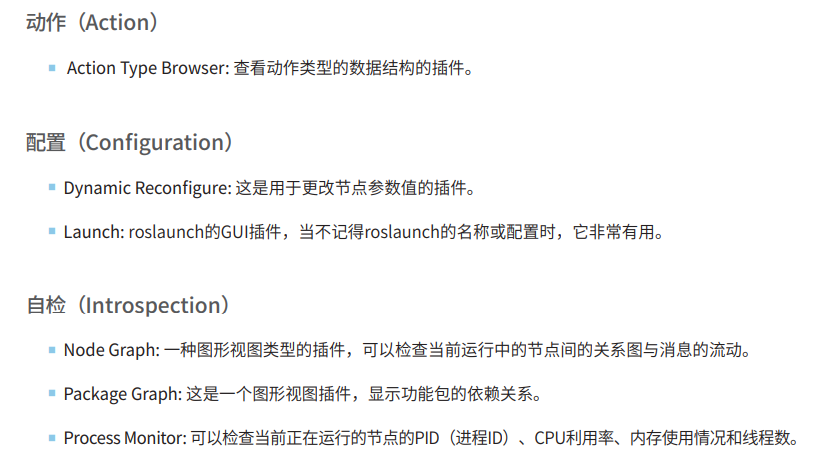 动作（Action）
Action Type Browser: 查看动作类型的数据结构的插件。
配置（Configuration）
Dynamic Reconfigure: 这是用于更改节点参数值的插件。
Launch: roslaunch的GUI插件，当不记得roslaunch的名称或配置时，它非常有用。
自检（Introspection）
Node Graph: 一种图形视图类型的插件，可以检查当前运行中的节点间的关系图与消息的流动。
Package Graph: 这是一个图形视图插件，显示功能包的依赖关系。
Process Monitor: 可以检查当前正在运行的节点的PID（进程ID）、CPU利用率、内存使用情况和线程数。